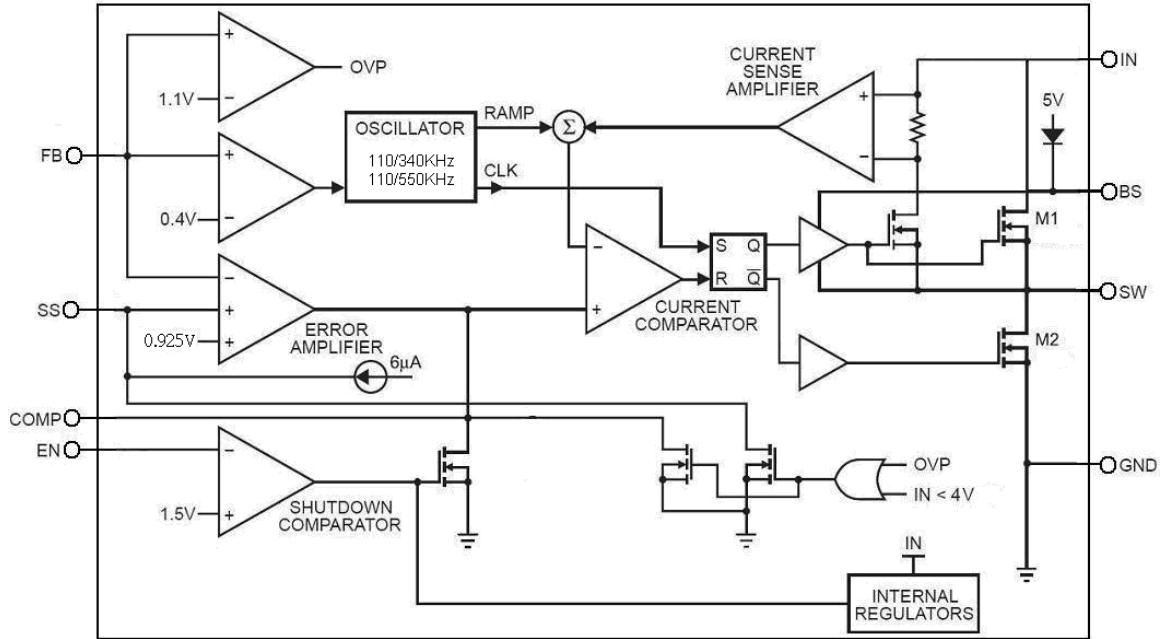 CURRENT
SENSE
AMPLIFIER
+
OVP
IN
1.1V
−
RAMP
+
5V
OSCILLATOR
Σ
FB
+
110/340KHz
110/550KHz
CLK
−
BS
0.4V
−
M1
−
S Q
R Q̅
−
+
SW
SS
+
CURRENT
COMPARATOR
0.925V
+
ERROR
AMPLIFIER
M2
6µA
COMP
EN
−
OVP
GND
IN < 4V
1.5V
+
SHUTDOWN
COMPARATOR
IN
INTERNAL
REGULATORS